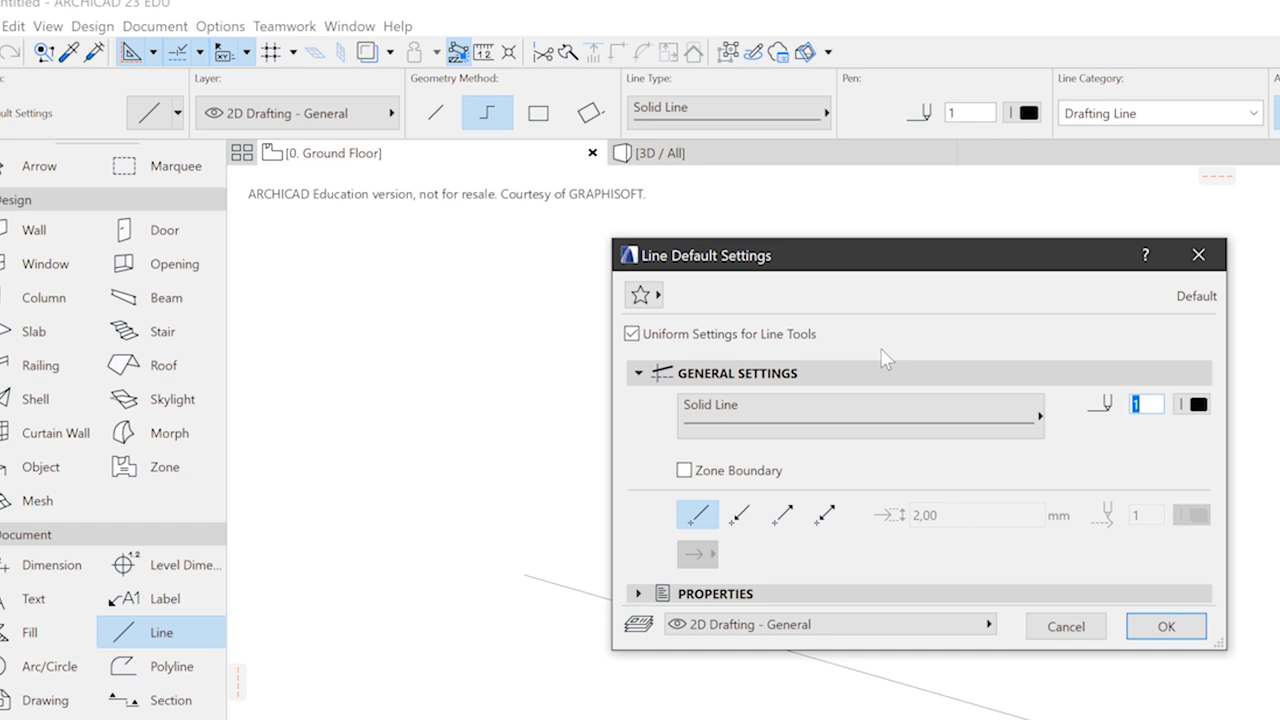 ntitled - ARCHICAD 23 EDU
Edit View Design Document Options Teamwork Window Help
Layer: Geometry Method: Line Type: Pen: Line Category:
ult Settings 2D Drafting - General Solid Line 1 Drafting Line
[0. Ground Floor] [3D / All]
Arrow Marquee
ARCHICAD Education version, not for resale. Courtesy of GRAPHISOFT.
esign
Wall Door
Window Opening
Column Beam
Slab Stair
Railing Roof
Shell Skylight
Curtain Wall Morph
Object Zone
Mesh
ocument
Dimension 1.2 Level Dime...
Text A1 Label
Fill Line
Arc/Circle Polyline
Drawing Section
Line Default Settings ?
Default
Uniform Settings for Line Tools
GENERAL SETTINGS
Solid Line 1
Zone Boundary
2,00 mm 1
PROPERTIES
2D Drafting - General Cancel OK